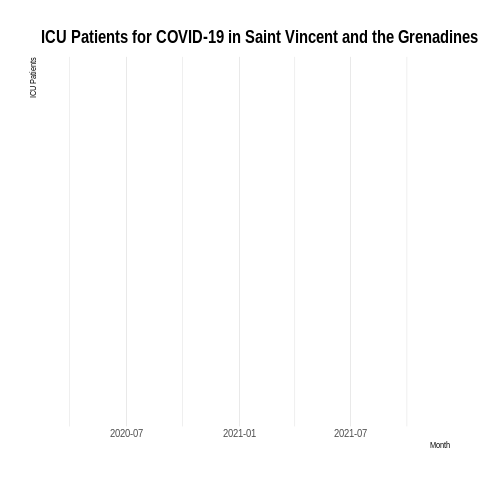 ICU Patients for COVID-19 in Saint Vincent and the Grenadines
ICU Patients
2020-07
2021-01
2021-07
Month